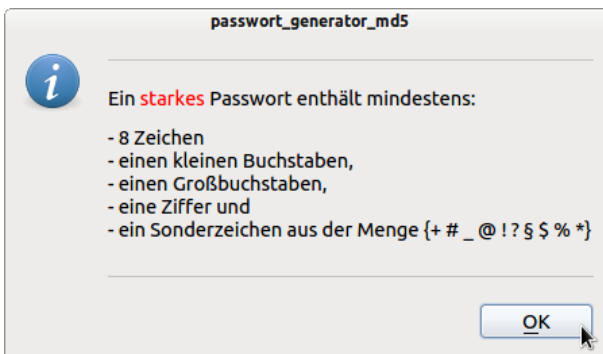 passwort_generator_md5
Ein starkes Passwort enthält mindestens:
- 8 Zeichen
- einen kleinen Buchstaben,
- einen Großbuchstaben,
- eine Ziffer und
- ein Sonderzeichen aus der Menge {+ # _ @ ! ? § $ % *}
OK